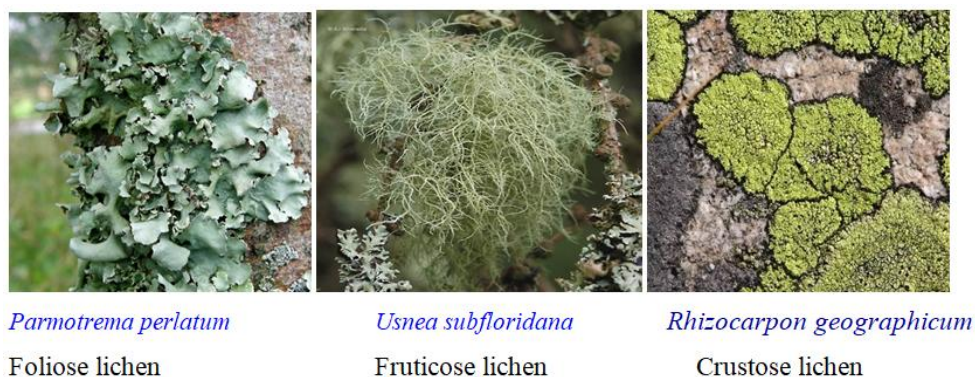 Parmotrema perlatum Usnea subfloridana Rhizocarpon geographicum
Foliose lichen Fruticose lichen Crustose lichen